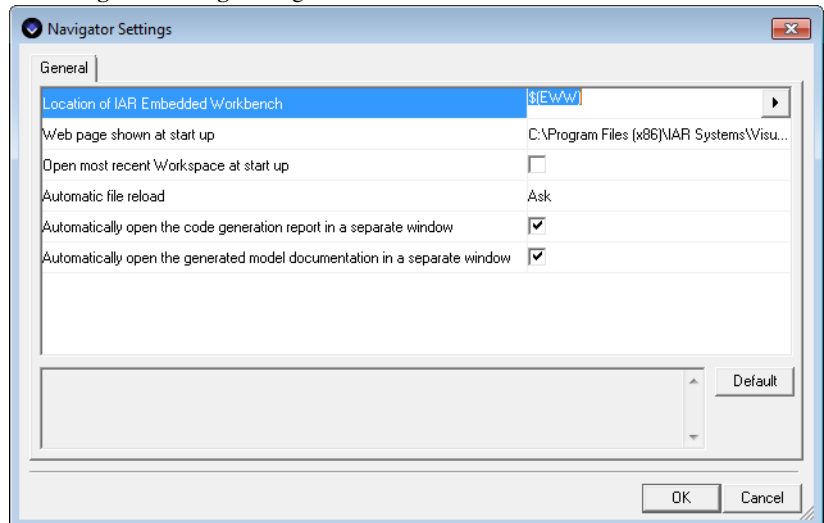 Navigator Settings
General
Location of IAR Embedded Workbench $(EWW)
Web page shown at start up C:\Program Files (x86)\IAR Systems\Visu...
Open most recent Workspace at start up
Automatic file reload Ask
Automatically open the code generation report in a separate window
Automatically open the generated model documentation in a separate window
Default
OK Cancel